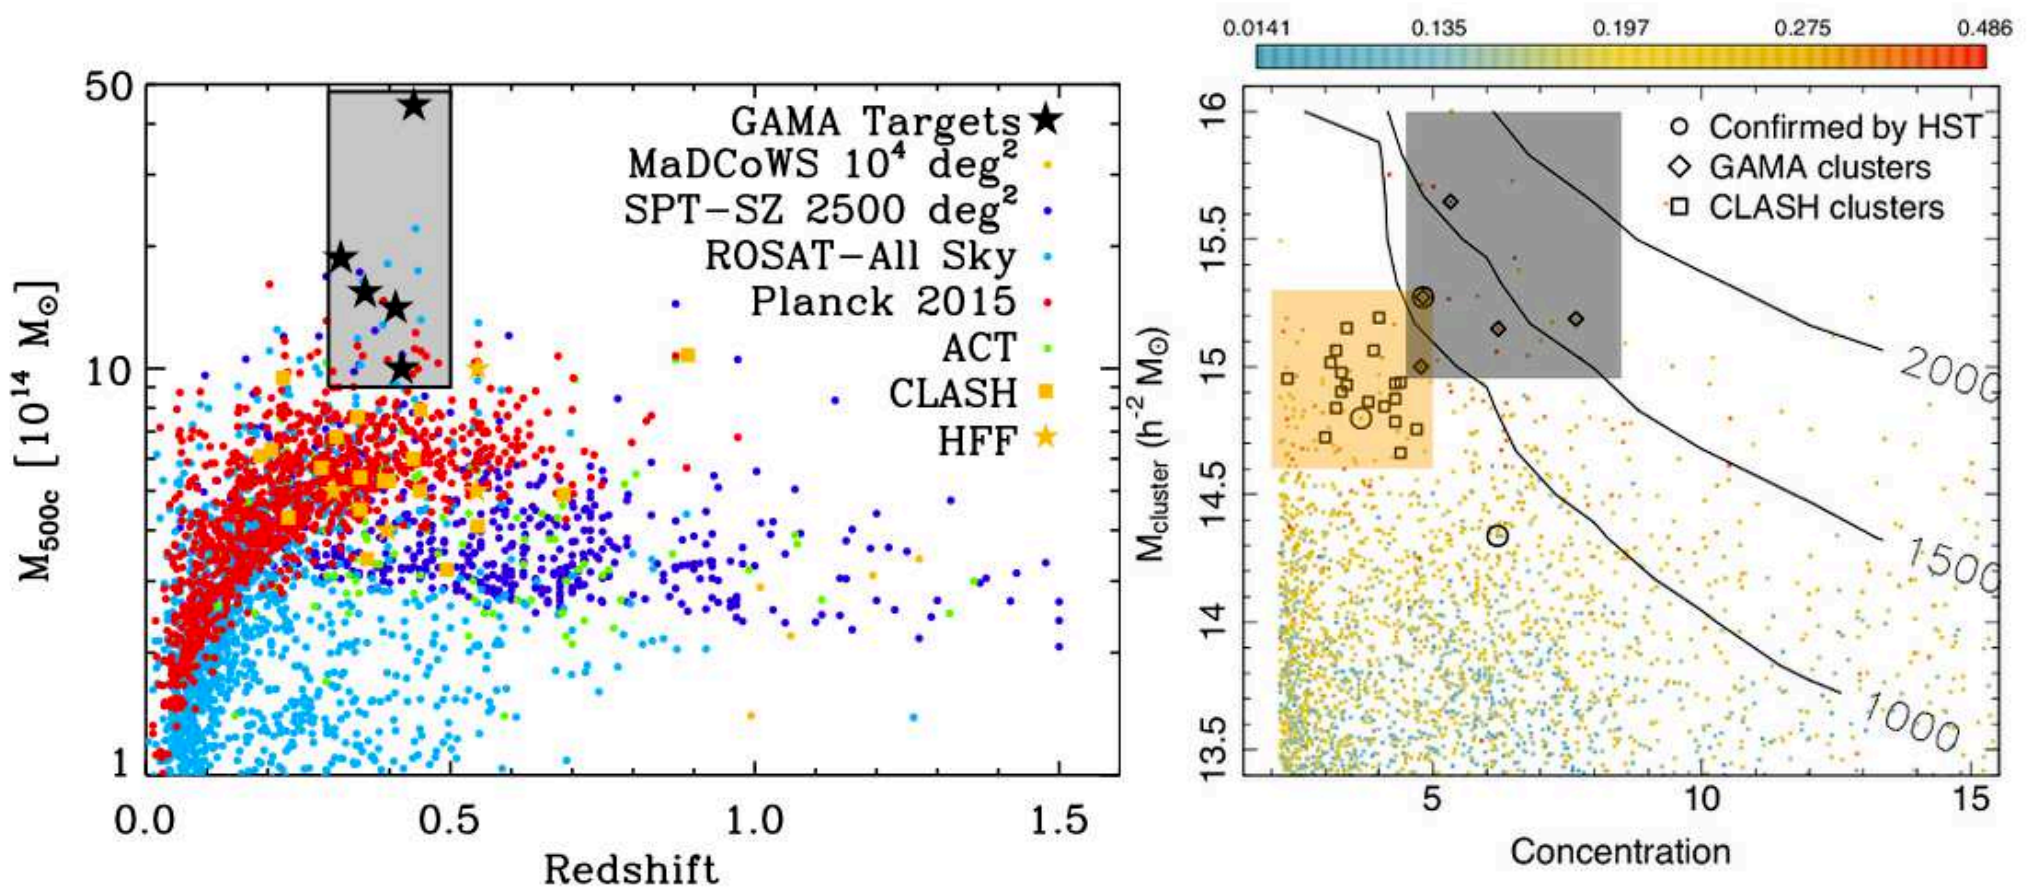 50
10
1
M500c [10^14 M⊙]
0.0
0.5
1.0
1.5
Redshift
GAMA Targets
MaDCoWS 10^4 deg^2
SPT-SZ 2500 deg^2
ROSAT-All Sky
Planck 2015
ACT
CLASH
HFF
0.0141
0.135
0.197
0.275
0.486
16
15.5
15
14.5
14
13.5
Mcluster (h^-2 M⊙)
Confirmed by HST
GAMA clusters
CLASH clusters
2000
1500
1000
5
10
15
Concentration